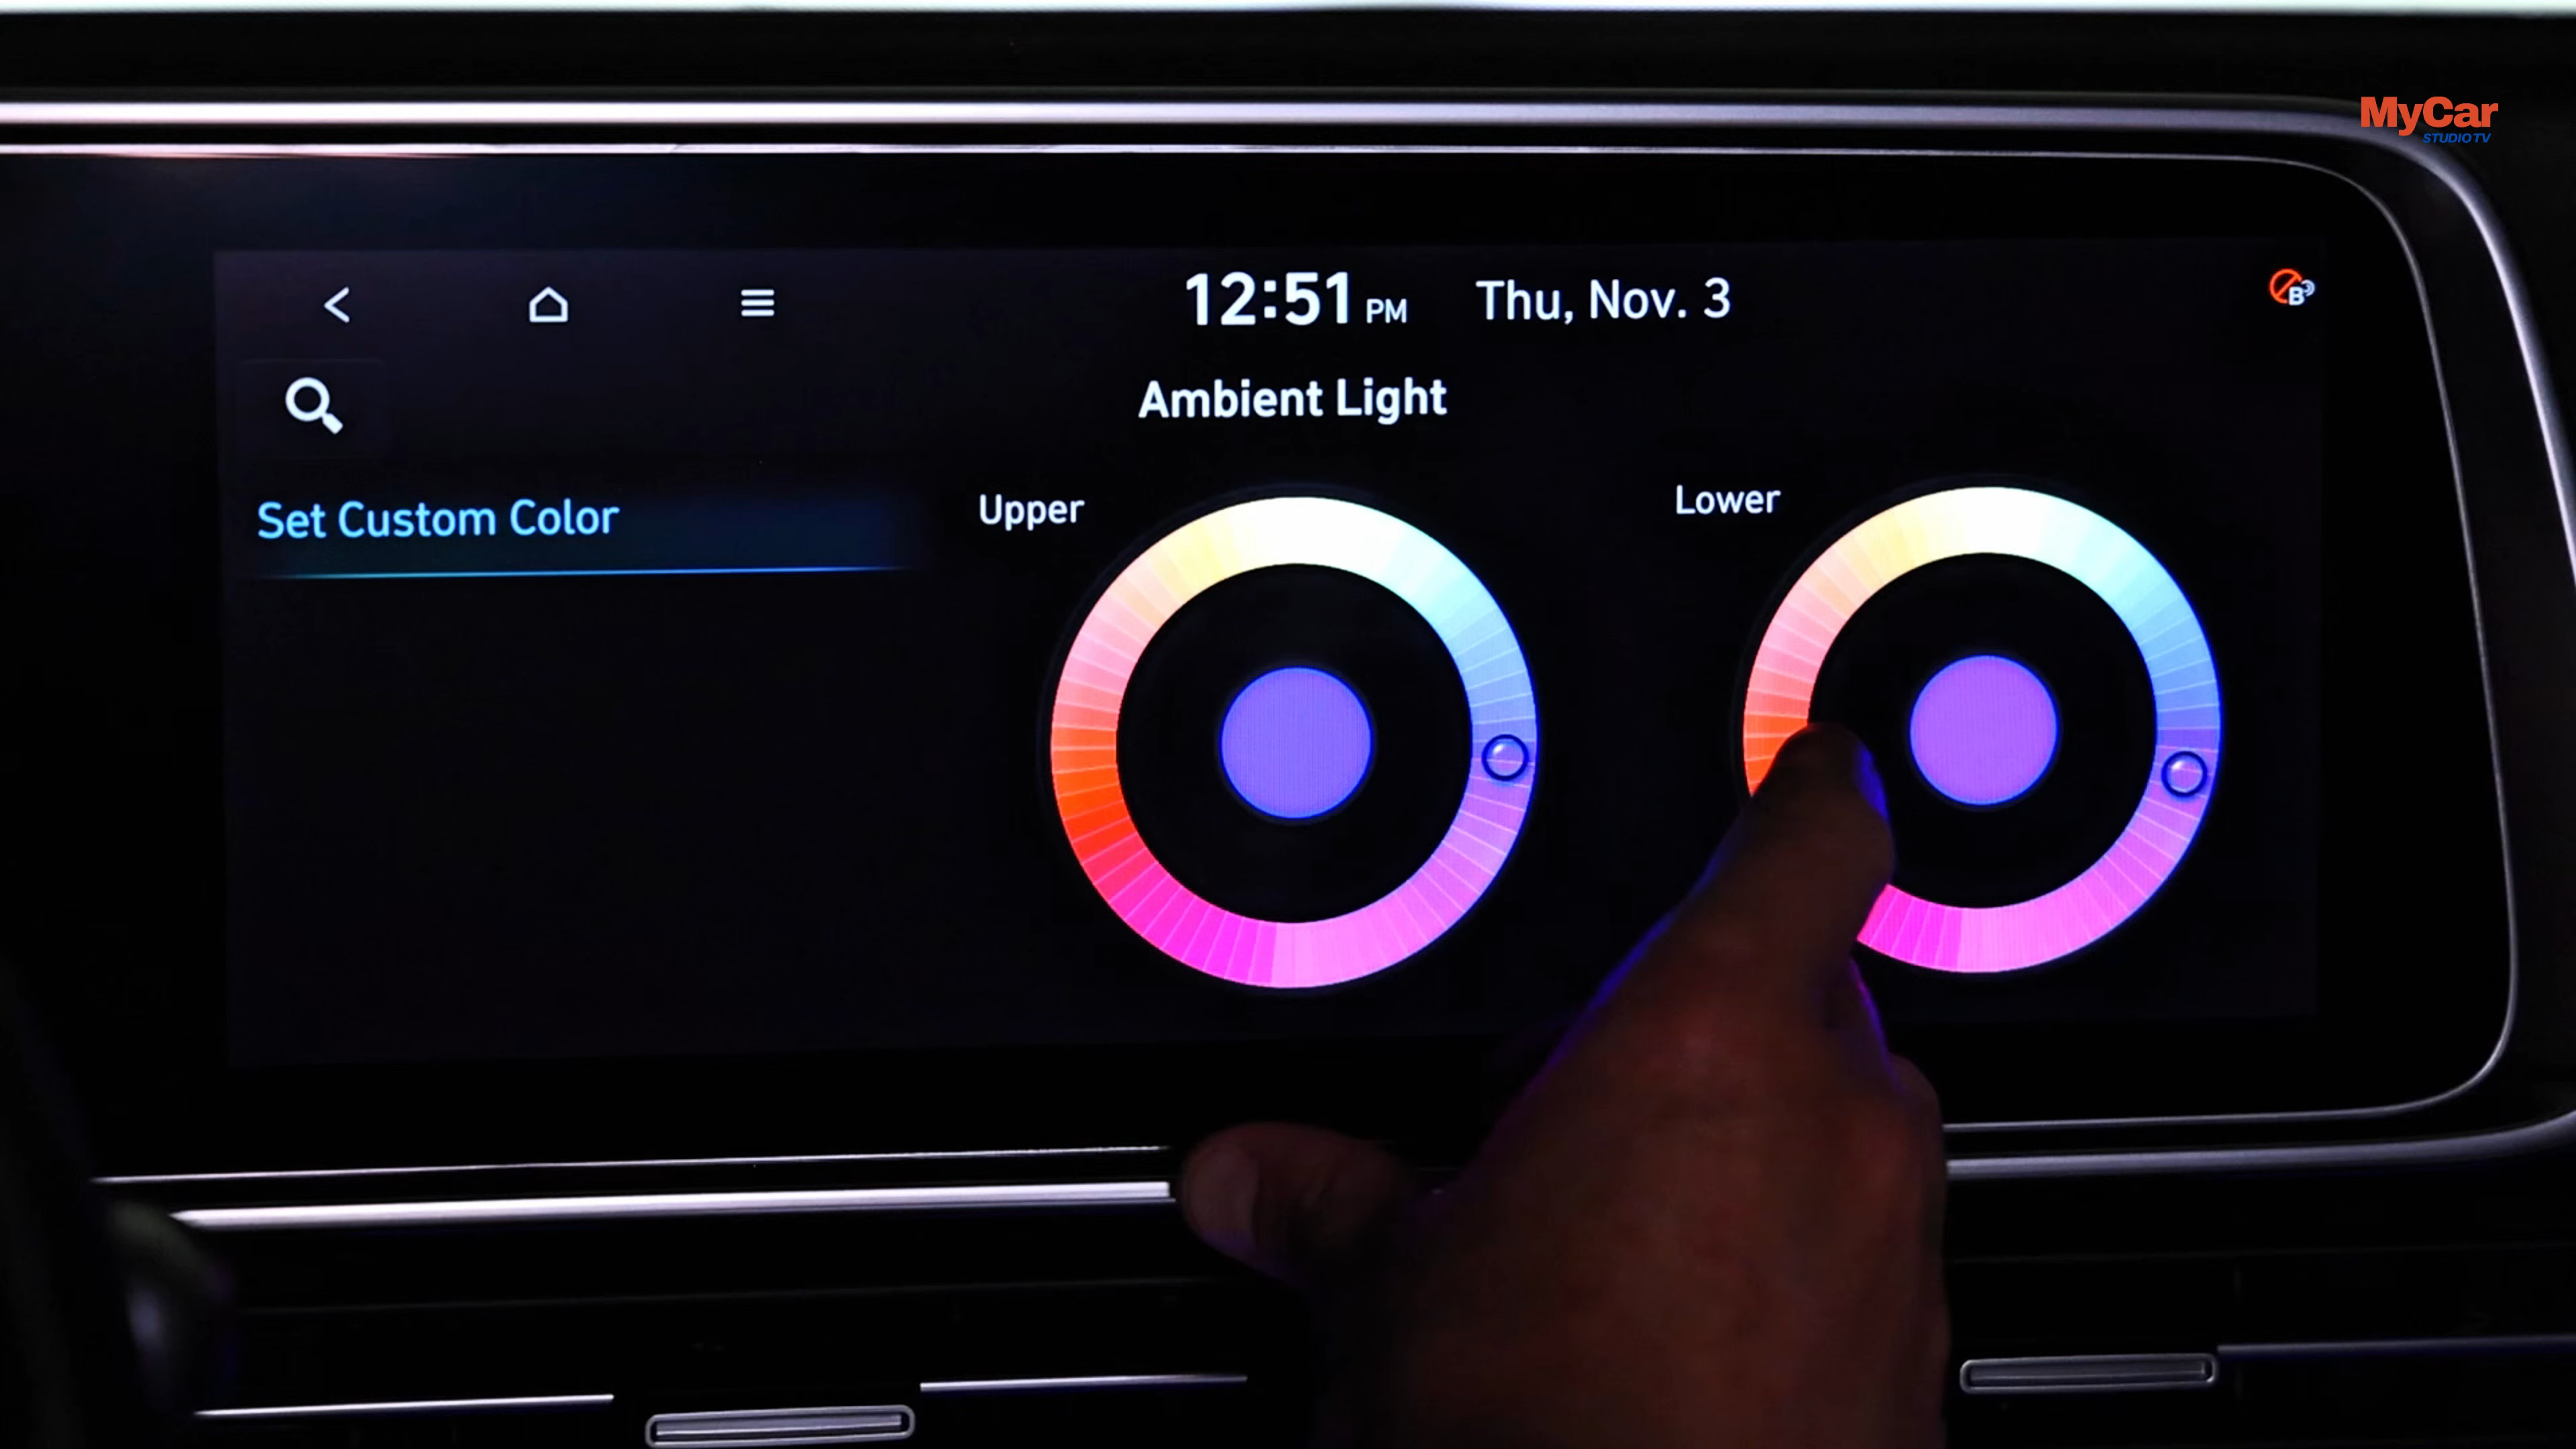 MyCar
STUDIO TV
12:51 PM Thu, Nov. 3
B
Ambient Light
Set Custom Color
Upper
Lower